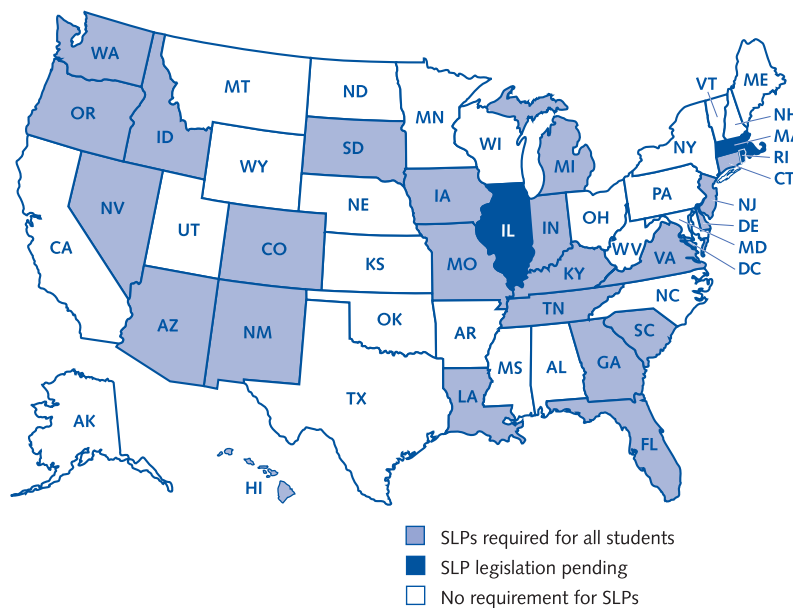 WA
MT
ND
MN
VT
ME
OR
ID
SD
WI
MI
NY
NH
MA
RI
CT
WY
NV
UT
CO
NE
IA
IL
IN
OH
PA
NJ
DE
MD
DC
CA
KS
MO
KY
WV
VA
AZ
NM
OK
AR
TN
NC
SC
TX
LA
MS
AL
GA
FL
AK
HI
SLPs required for all students
SLP legislation pending
No requirement for SLPs